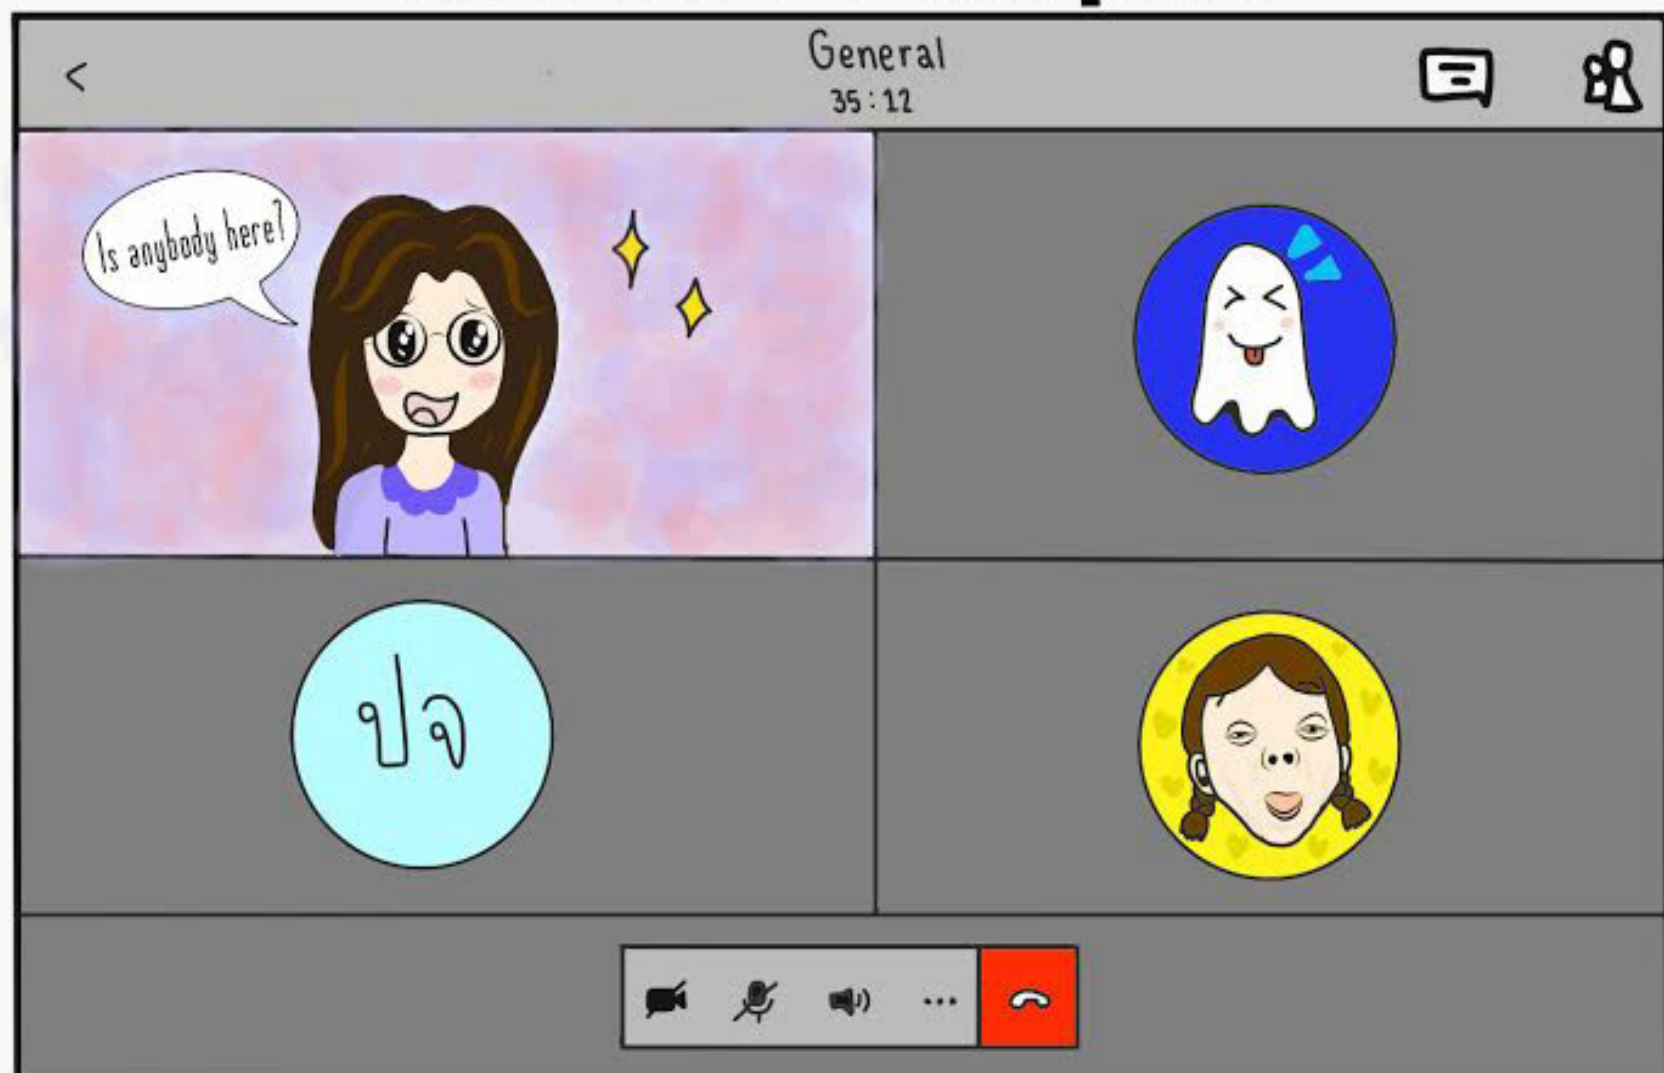 General
35:12
Is anybody here?
ปจ